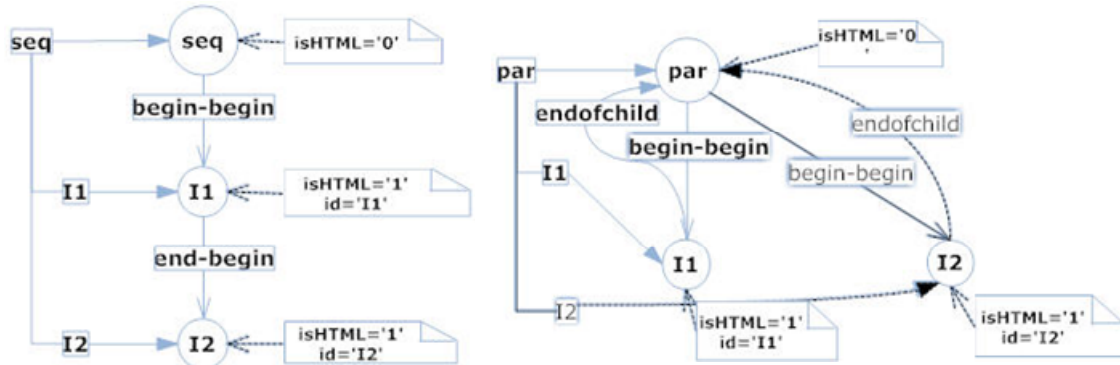 seq
seq
isHTML='0'
begin-begin
I1
I1
isHTML='1'
id='I1'
end-begin
I2
I2
isHTML='1'
id='I2'
par
par
isHTML='0
'
endofchild
begin-begin
endofchild
begin-begin
I1
I1
I2
I2
isHTML='1'
id='I1'
isHTML='1'
id='I2'